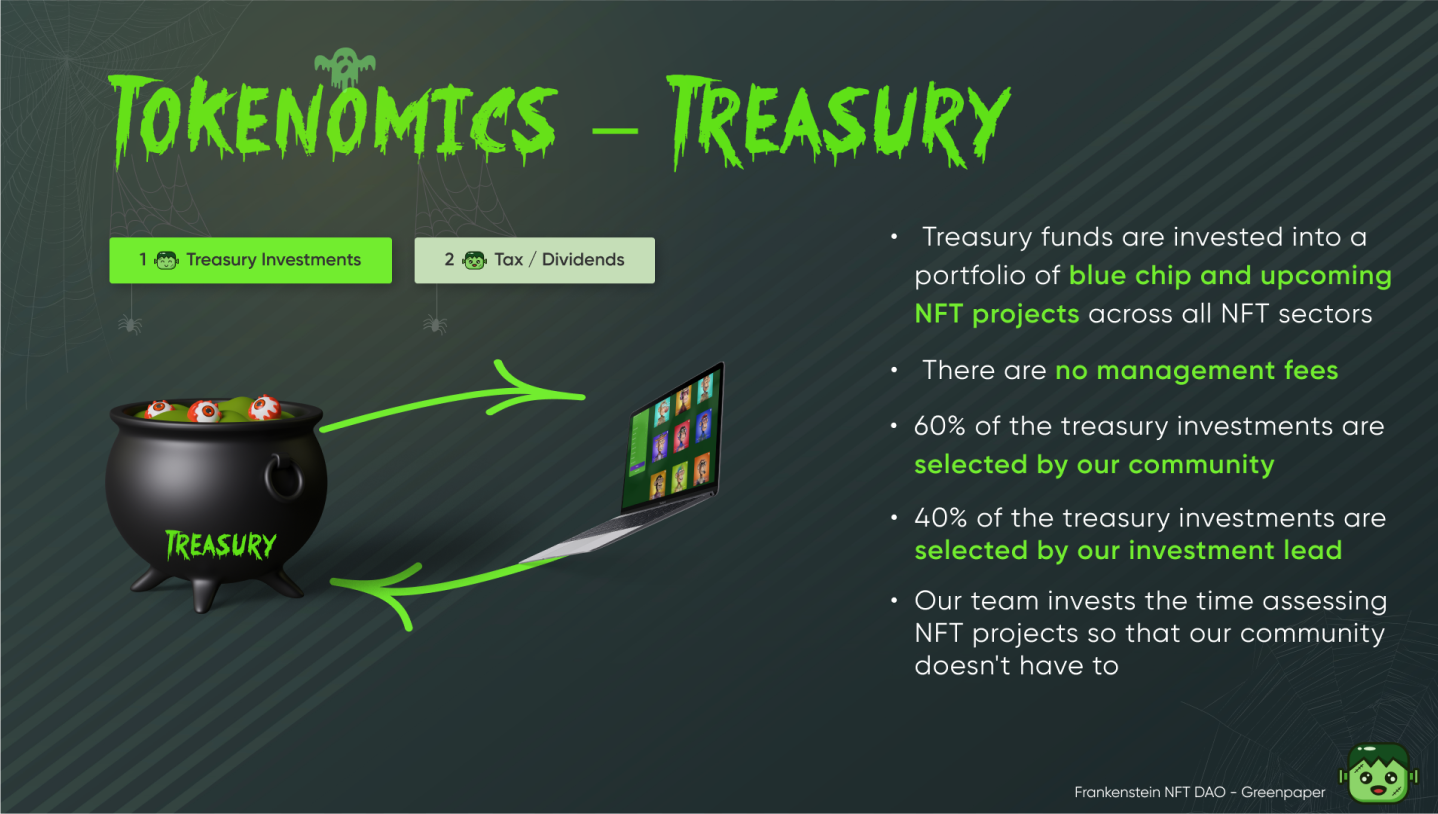 Tokenomics – Treasury
1 Treasury Investments
2 Tax / Dividends
Treasury
• Treasury funds are invested into a
portfolio of blue chip and upcoming
NFT projects across all NFT sectors
• There are no management fees
• 60% of the treasury investments are
selected by our community
• 40% of the treasury investments are
selected by our investment lead
• Our team invests the time assessing
NFT projects so that our community
doesn't have to
Frankenstein NFT DAO - Greenpaper